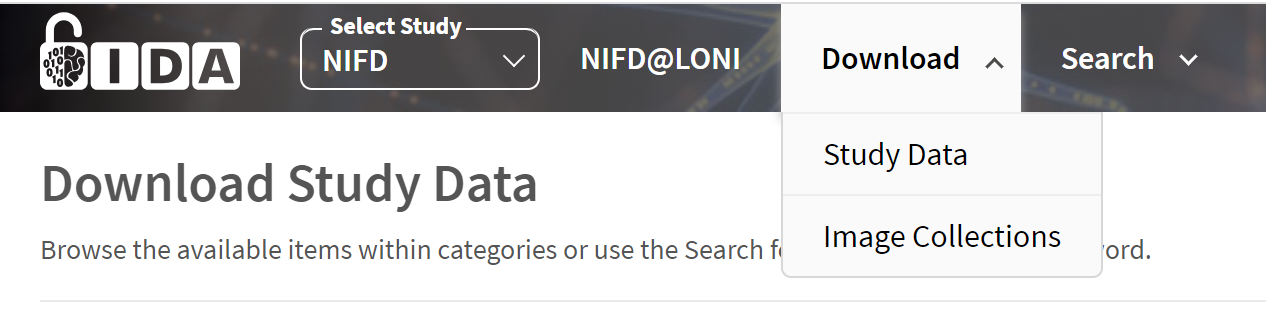 IDA
Select Study
NIFD
NIFD@LONI
Download
Search
Study Data
Image Collections
Download Study Data
Browse the available items within categories or use the Search